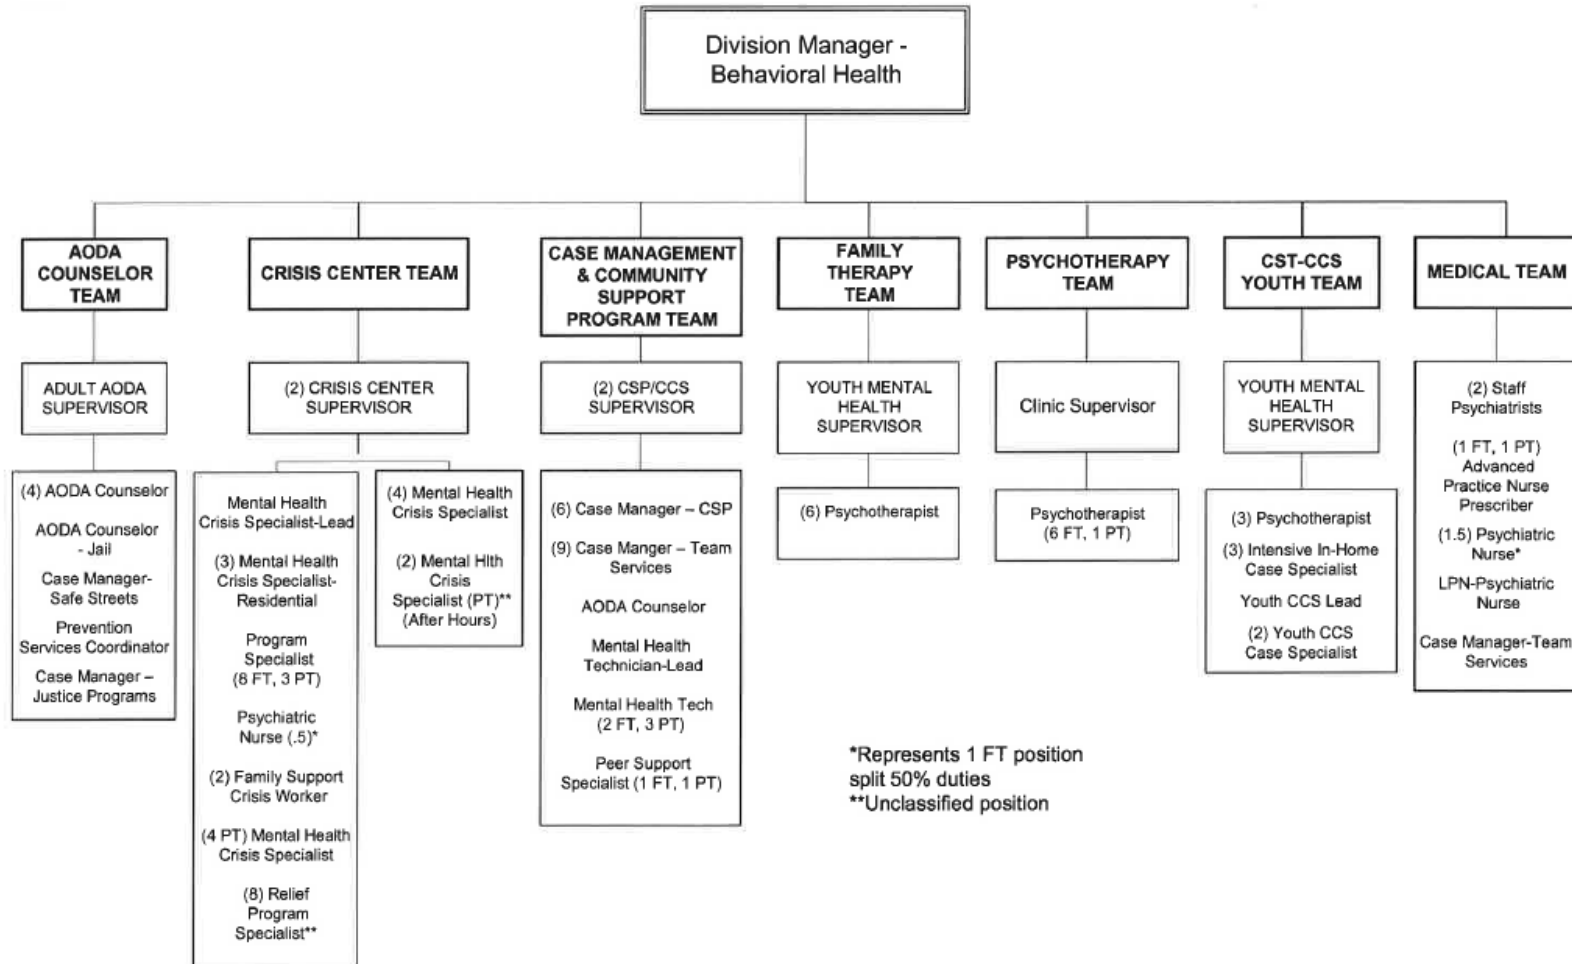 Division Manager -
Behavioral Health
AODA
COUNSELOR
TEAM
ADULT AODA
SUPERVISOR
(4) AODA Counselor
AODA Counselor
- Jail
Case Manager-
Safe Streets
Prevention
Services Coordinator
Case Manager –
Justice Programs
CRISIS CENTER TEAM
(2) CRISIS CENTER
SUPERVISOR
Mental Health
Crisis Specialist-Lead
(3) Mental Health
Crisis Specialist-
Residential
Program
Specialist
(8 FT, 3 PT)
Psychiatric
Nurse (.5)*
(2) Family Support
Crisis Worker
(4 PT) Mental Health
Crisis Specialist
(8) Relief
Program
Specialist**
(4) Mental Health
Crisis Specialist
(2) Mental Hlth
Crisis
Specialist (PT)**
(After Hours)
CASE MANAGEMENT
& COMMUNITY
SUPPORT
PROGRAM TEAM
(2) CSP/CCS
SUPERVISOR
(6) Case Manager – CSP
(9) Case Manger – Team
Services
AODA Counselor
Mental Health
Technician-Lead
Mental Health Tech
(2 FT, 3 PT)
Peer Support
Specialist (1 FT, 1 PT)
FAMILY
THERAPY
TEAM
YOUTH MENTAL
HEALTH
SUPERVISOR
(6) Psychotherapist
PSYCHOTHERAPY
TEAM
Clinic Supervisor
Psychotherapist
(6 FT, 1 PT)
CST-CCS
YOUTH TEAM
YOUTH MENTAL
HEALTH
SUPERVISOR
(3) Psychotherapist
(3) Intensive In-Home
Case Specialist
Youth CCS Lead
(2) Youth CCS
Case Specialist
MEDICAL TEAM
(2) Staff
Psychiatrists
(1 FT, 1 PT)
Advanced
Practice Nurse
Prescriber
(1.5) Psychiatric
Nurse*
LPN-Psychiatric
Nurse
Case Manager-Team
Services
*Represents 1 FT position
split 50% duties
**Unclassified position